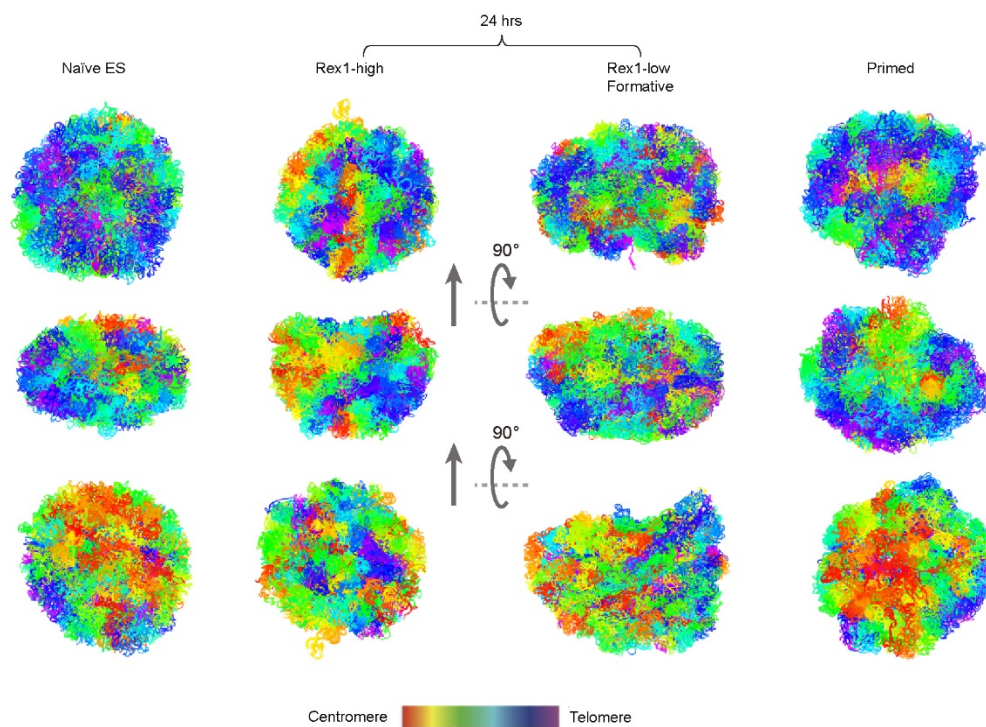 24 hrs
Naïve ES
Rex1-high
Rex1-low
Formative
Primed
90°
90°
Centromere
Telomere